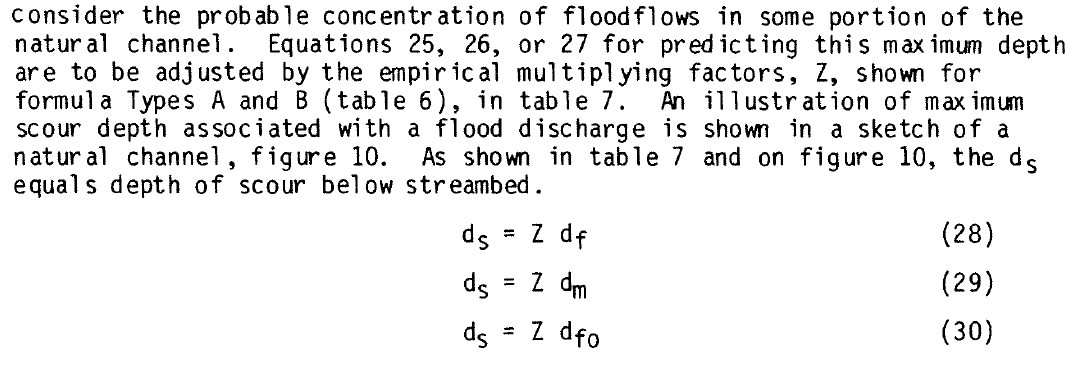 consider the probable concentration of floodflows in some portion of the
natural channel. Equations 25, 26, or 27 for predicting this maximum depth
are to be adjusted by the empirical multiplying factors, Z, shown for
formula Types A and B (table 6), in table 7. An illustration of maximum
scour depth associated with a flood discharge is shown in a sketch of a
natural channel, figure 10. As shown in table 7 and on figure 10, the ds
equals depth of scour below streambed.
ds = Z df (28)
ds = Z dm (29)
ds = Z dfo (30)